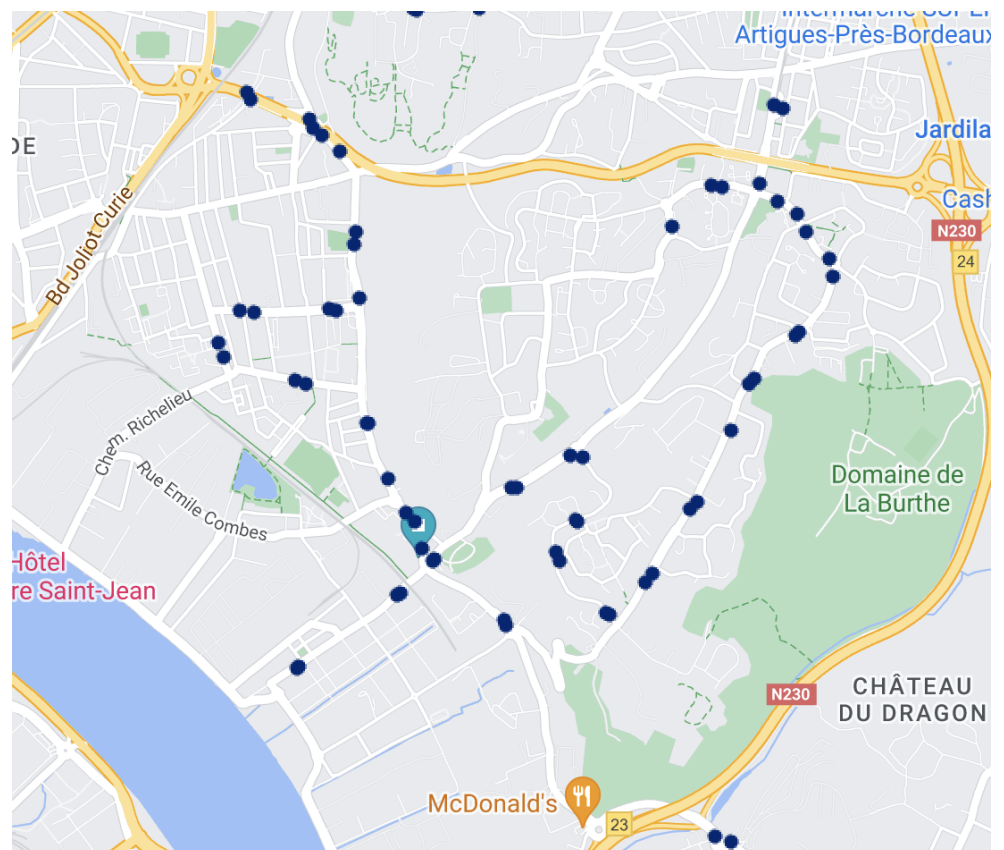 Artigues-Près-Bordeaux
Jardila
DE
Cash
N230
24
Bd Joliot Curie
Chem. Richelieu
Rue Emile Combes
Domaine de
La Burthe
Hôtel
re Saint-Jean
N230
CHÂTEAU
DU DRAGON
McDonald's
23